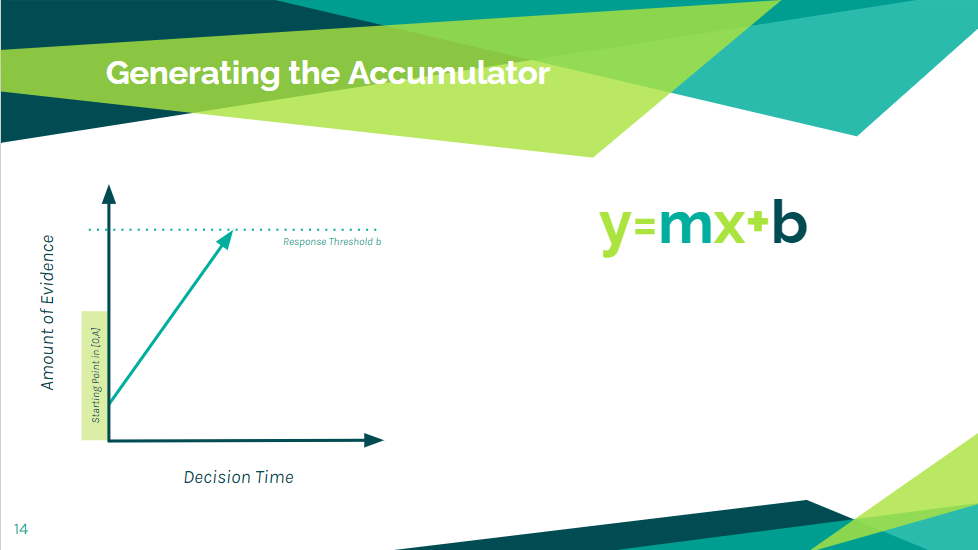 Generating the Accumulator
y=mx+b
Response Threshold b
Amount of Evidence
Starting Point in [0,A]
Decision Time
14